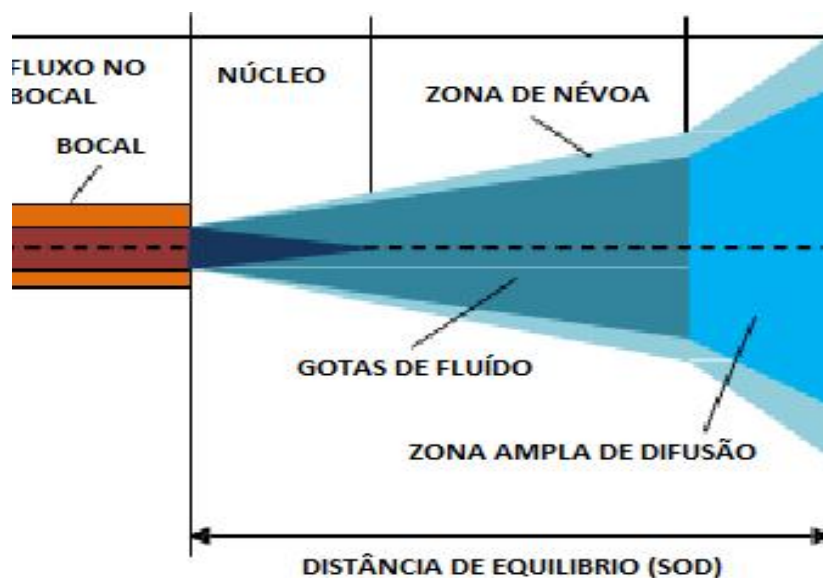 FLUXO NO
BOCAL
NÚCLEO
ZONA DE NÉVOA
BOCAL
GOTAS DE FLUÍDO
ZONA AMPLA DE DIFUSÃO
DISTÂNCIA DE EQUILIBRIO (SOD)